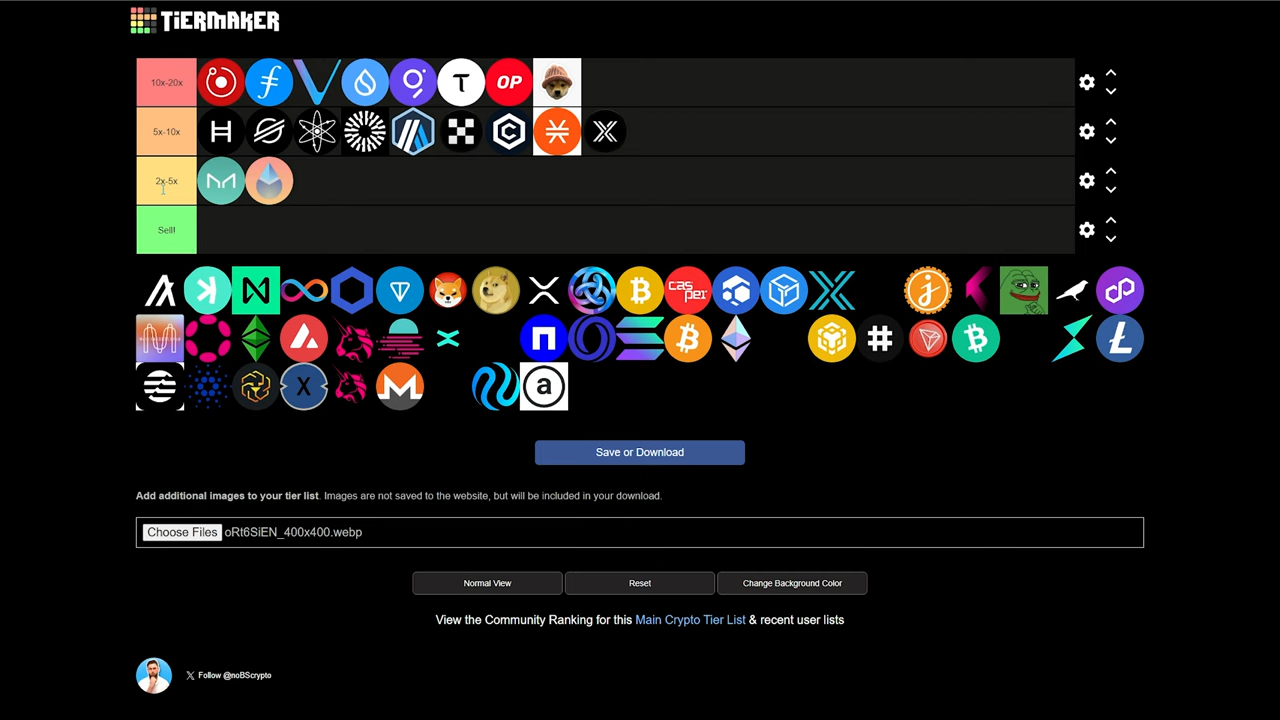 TiERMAKER
10x-20x
OP
5x-10x
2x-5x
Sell!
casper
a
Save or Download
Add additional images to your tier list. Images are not saved to the website, but will be included in your download.
Choose Files oRt6SiEN_400x400.webp
Normal View Reset Change Background Color
View the Community Ranking for this Main Crypto Tier List & recent user lists
Follow @noBScrypto